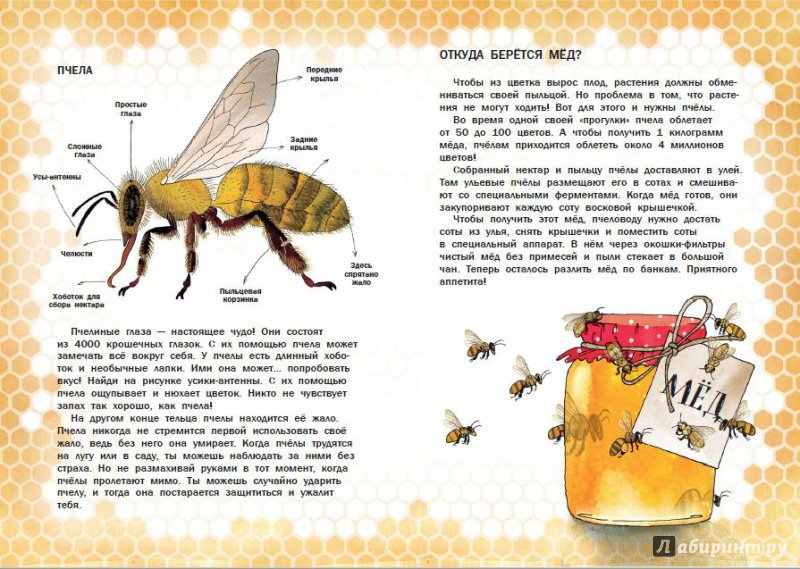 ПЧЕЛА
Передние
крылья
Простые
глаза
Задние
крылья
Сложные
глаза
Усы-антенны
Челюсти
Хоботок для
сбора нектара
Пыльцевая
корзинка
Здесь
спрятано
жало
Пчелиные глаза — настоящее чудо! Они состоят
из 4000 крошечных глазок. С их помощью пчела может
замечать всё вокруг себя. У пчелы есть длинный хобо-
ток и необычные лапки. Ими она может... попробовать
вкус! Найди на рисунке усики-антенны. С их помощью
пчела ощупывает и нюхает цветок. Никто не чувствует
запах так хорошо, как пчела!
На другом конце тельца пчелы находится её жало.
Пчела никогда не стремится первой использовать своё
жало, ведь без него она умирает. Когда пчёлы трудятся
на лугу или в саду, ты можешь наблюдать за ними без
страха. Но не размахивай руками в тот момент, когда
пчёлы пролетают мимо. Ты можешь случайно ударить
пчелу, и тогда она постарается защититься и ужалит
тебя.
ОТКУДА БЕРЁТСЯ МЁД?
Чтобы из цветка вырос плод, растения должны обме-
ниваться своей пыльцой. Но проблема в том, что расте-
ния не могут ходить! Вот для этого и нужны пчёлы.
Во время одной своей «прогулки» пчела облетает
от 50 до 100 цветов. А чтобы получить 1 килограмм
мёда, пчёлам приходится облететь около 4 миллионов
цветов!
Собранный нектар и пыльцу пчёлы доставляют в улей.
Там ульевые пчёлы размещают его в сотах и смешива-
ют со специальными ферментами. Когда мёд готов, они
закупоривают каждую соту восковой крышечкой.
Чтобы получить этот мёд, пчеловоду нужно достать
соты из улья, снять крышечки и поместить соты
в специальный аппарат. В нём через окошки-фильтры
чистый мёд без примесей и пыли стекает в большой
чан. Теперь осталось разлить мёд по банкам. Приятного
аппетита!
МЁД
Лабиринт.ру